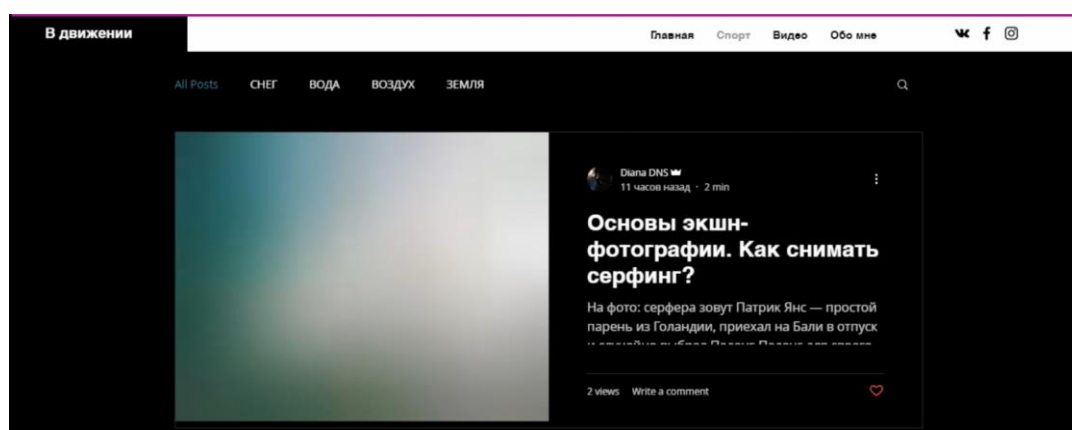 В движении
Главная Спорт Видео Обо мне
All Posts СНЕГ ВОДА ВОЗДУХ ЗЕМЛЯ
Diana DNS
11 часов назад · 2 min
Основы экшн-
фотографии. Как снимать
серфинг?
На фото: серфера зовут Патрик Янс — простой
парень из Голандии, приехал на Бали в отпуск
2 views Write a comment